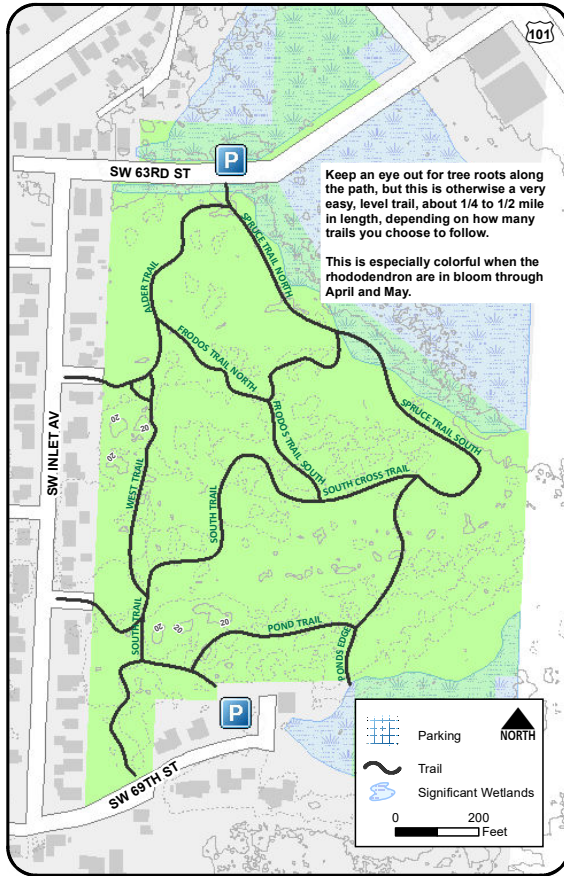 101
P
SW 63RD ST
Keep an eye out for tree roots along
the path, but this is otherwise a very
easy, level trail, about 1/4 to 1/2 mile
in length, depending on how many
trails you choose to follow.
This is especially colorful when the
rhododendron are in bloom through
April and May.
SPRUCE TRAIL NORTH
ALDER TRAIL
FRODOS TRAIL NORTH
SPRUCE TRAIL SOUTH
FRODOS TRAIL SOUTH
20
20
20
SW INLET AV
WEST TRAIL
SOUTH TRAIL
SOUTH CROSS TRAIL
SOUTH TRAIL
20
20
20
POND TRAIL
PONDS EDGE
P
SW 69TH ST
Parking
NORTH
Trail
Significant Wetlands
0 200
Feet